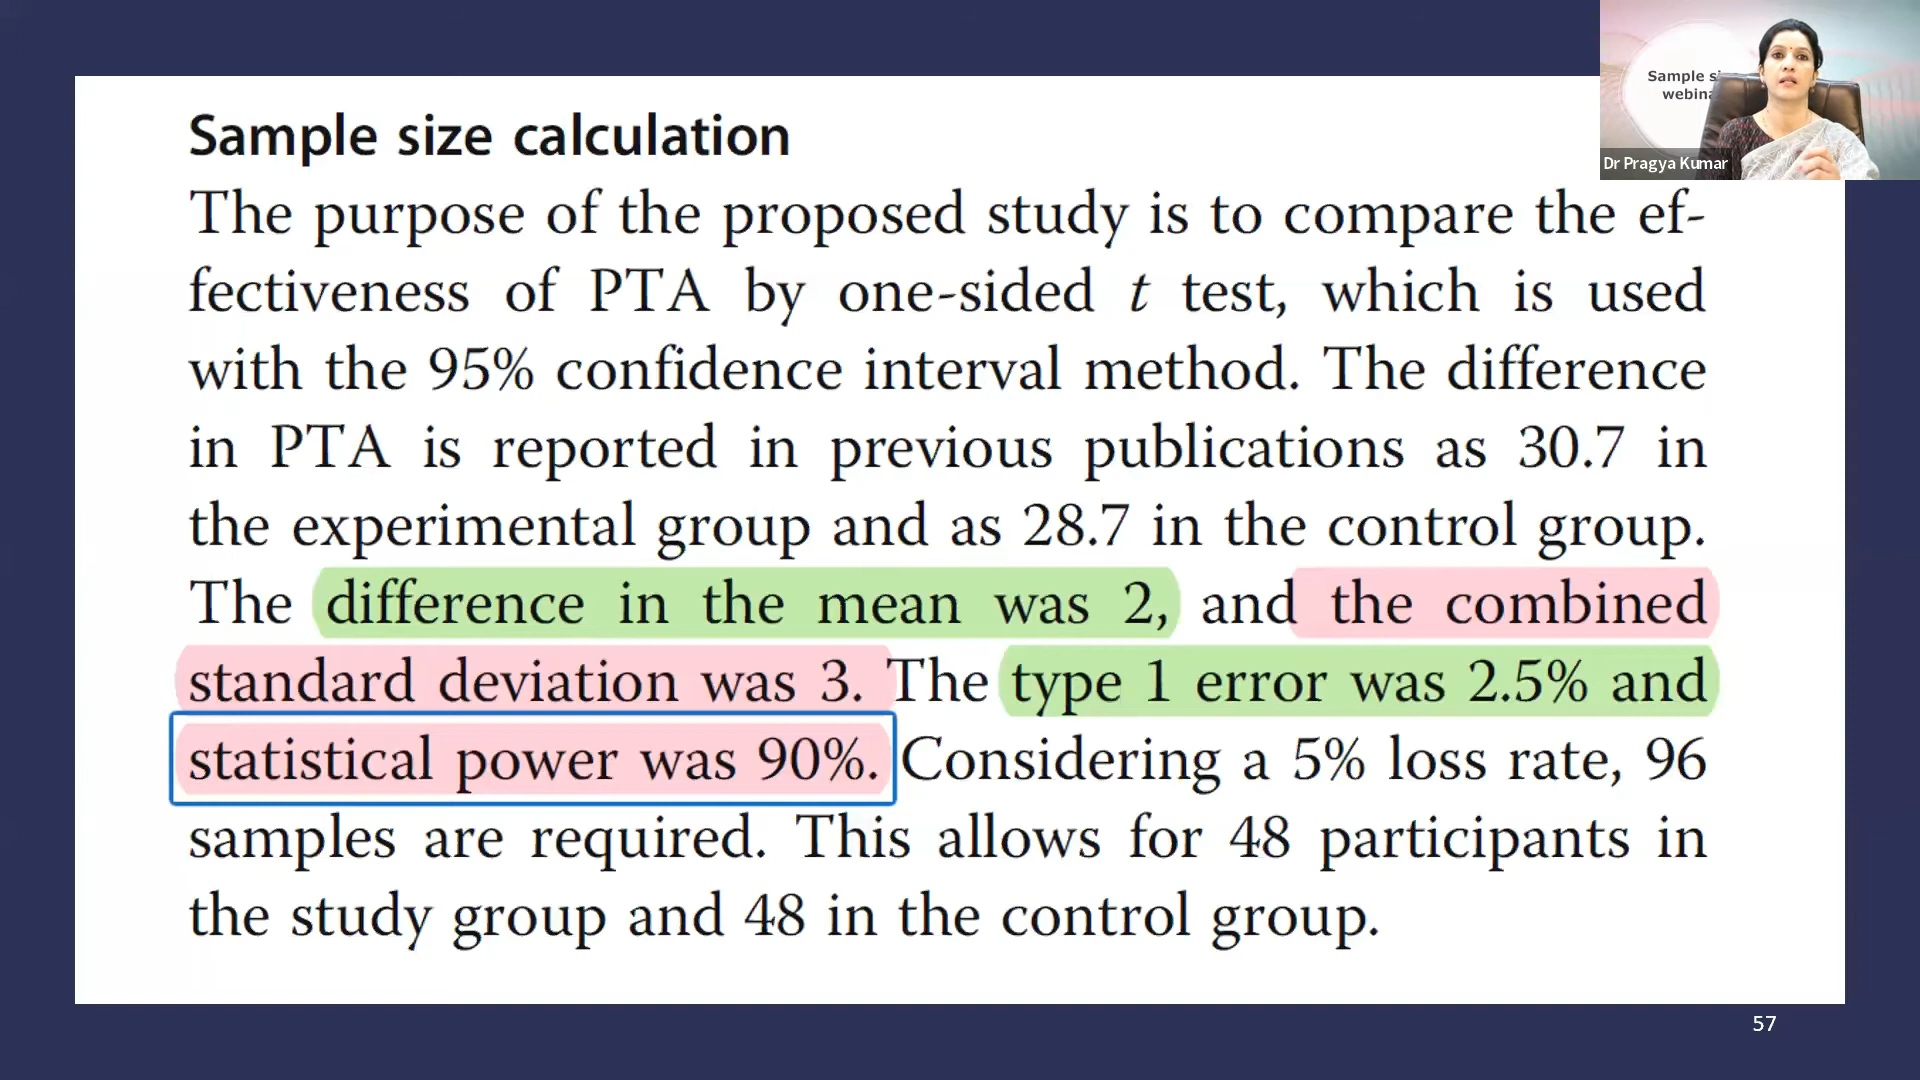 Sample size calculation
The purpose of the proposed study is to compare the ef-
fectiveness of PTA by one-sided t test, which is used
with the 95% confidence interval method. The difference
in PTA is reported in previous publications as 30.7 in
the experimental group and as 28.7 in the control group.
The difference in the mean was 2, and the combined
standard deviation was 3. The type 1 error was 2.5% and
statistical power was 90%. Considering a 5% loss rate, 96
samples are required. This allows for 48 participants in
the study group and 48 in the control group.
57
Sample
Dr Pragya Kumar